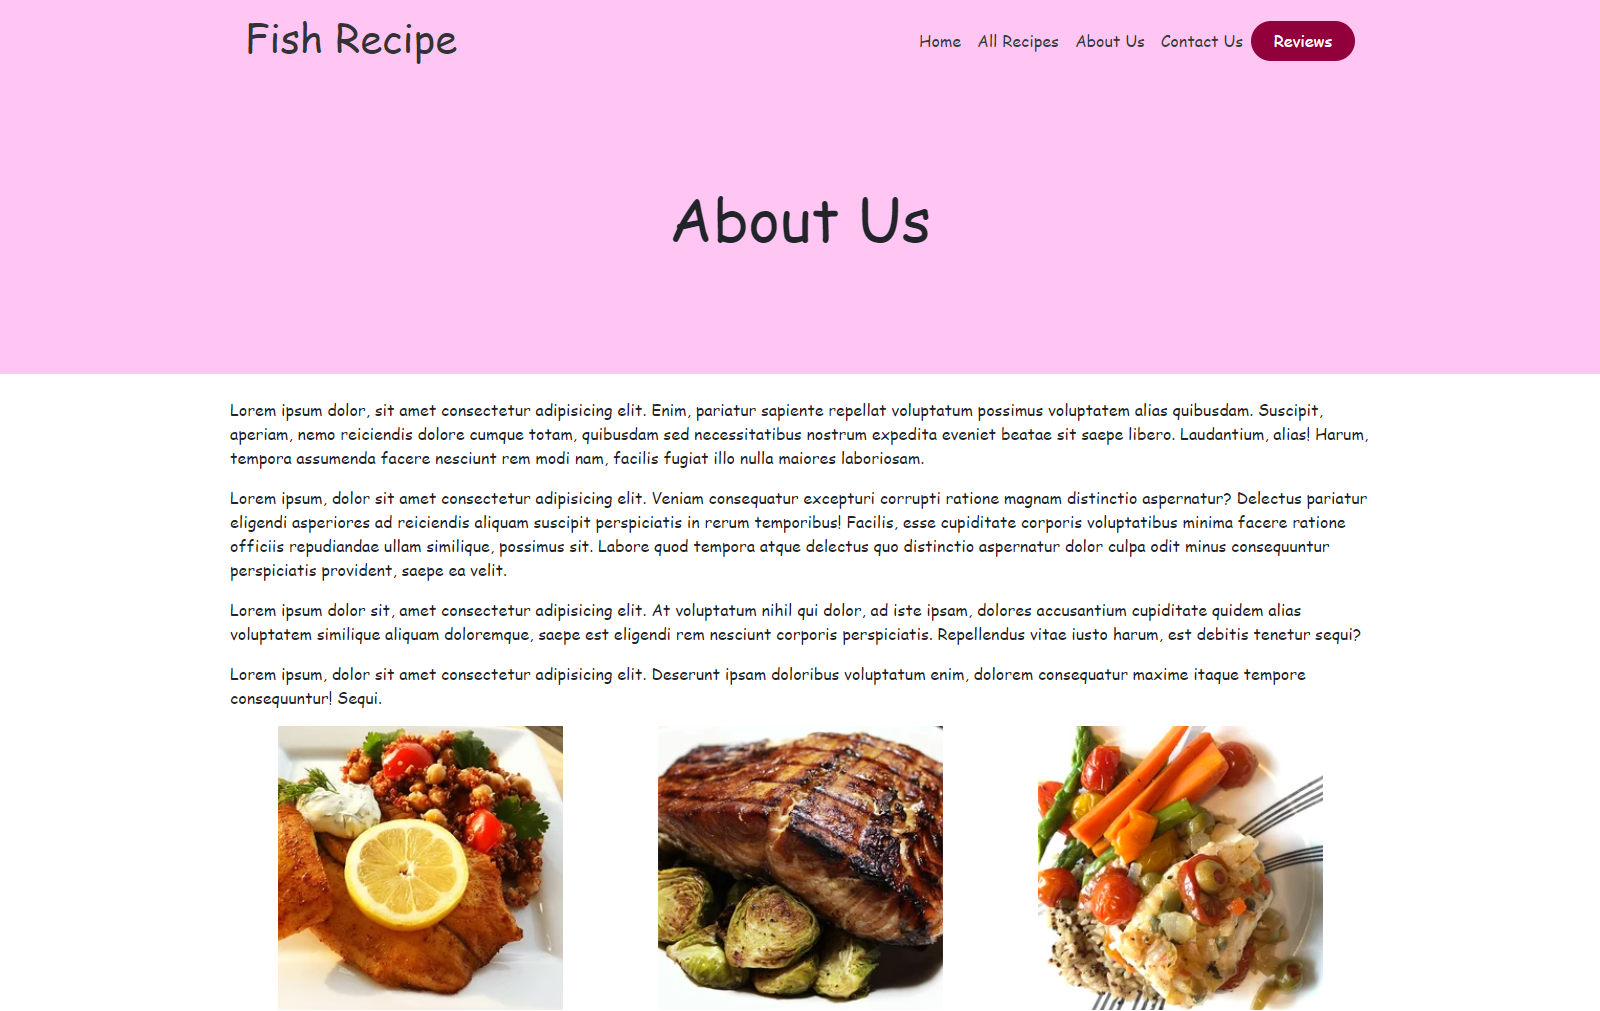 Fish Recipe
Home All Recipes About Us Contact Us Reviews
About Us
Lorem ipsum dolor, sit amet consectetur adipisicing elit. Enim, pariatur sapiente repellat voluptatum possimus voluptatem alias quibusdam. Suscipit,
aperiam, nemo reiciendis dolore cumque totam, quibusdam sed necessitatibus nostrum expedita eveniet beatae sit saepe libero. Laudantium, alias! Harum,
tempora assumenda facere nesciunt rem modi nam, facilis fugiat illo nulla maiores laboriosam.
Lorem ipsum, dolor sit amet consectetur adipisicing elit. Veniam consequatur excepturi corrupti ratione magnam distinctio aspernatur? Delectus pariatur
eligendi asperiores ad reiciendis aliquam suscipit perspiciatis in rerum temporibus! Facilis, esse cupiditate corporis voluptatibus minima facere ratione
officiis repudiandae ullam similique, possimus sit. Labore quod tempora atque delectus quo distinctio aspernatur dolor culpa odit minus consequuntur
perspiciatis provident, saepe ea velit.
Lorem ipsum dolor sit, amet consectetur adipisicing elit. At voluptatum nihil qui dolor, ad iste ipsam, dolores accusantium cupiditate quidem alias
voluptatem similique aliquam doloremque, saepe est eligendi rem nesciunt corporis perspiciatis. Repellendus vitae iusto harum, est debitis tenetur sequi?
Lorem ipsum, dolor sit amet consectetur adipisicing elit. Deserunt ipsam doloribus voluptatum enim, dolorem consequatur maxime itaque tempore
consequuntur! Sequi.